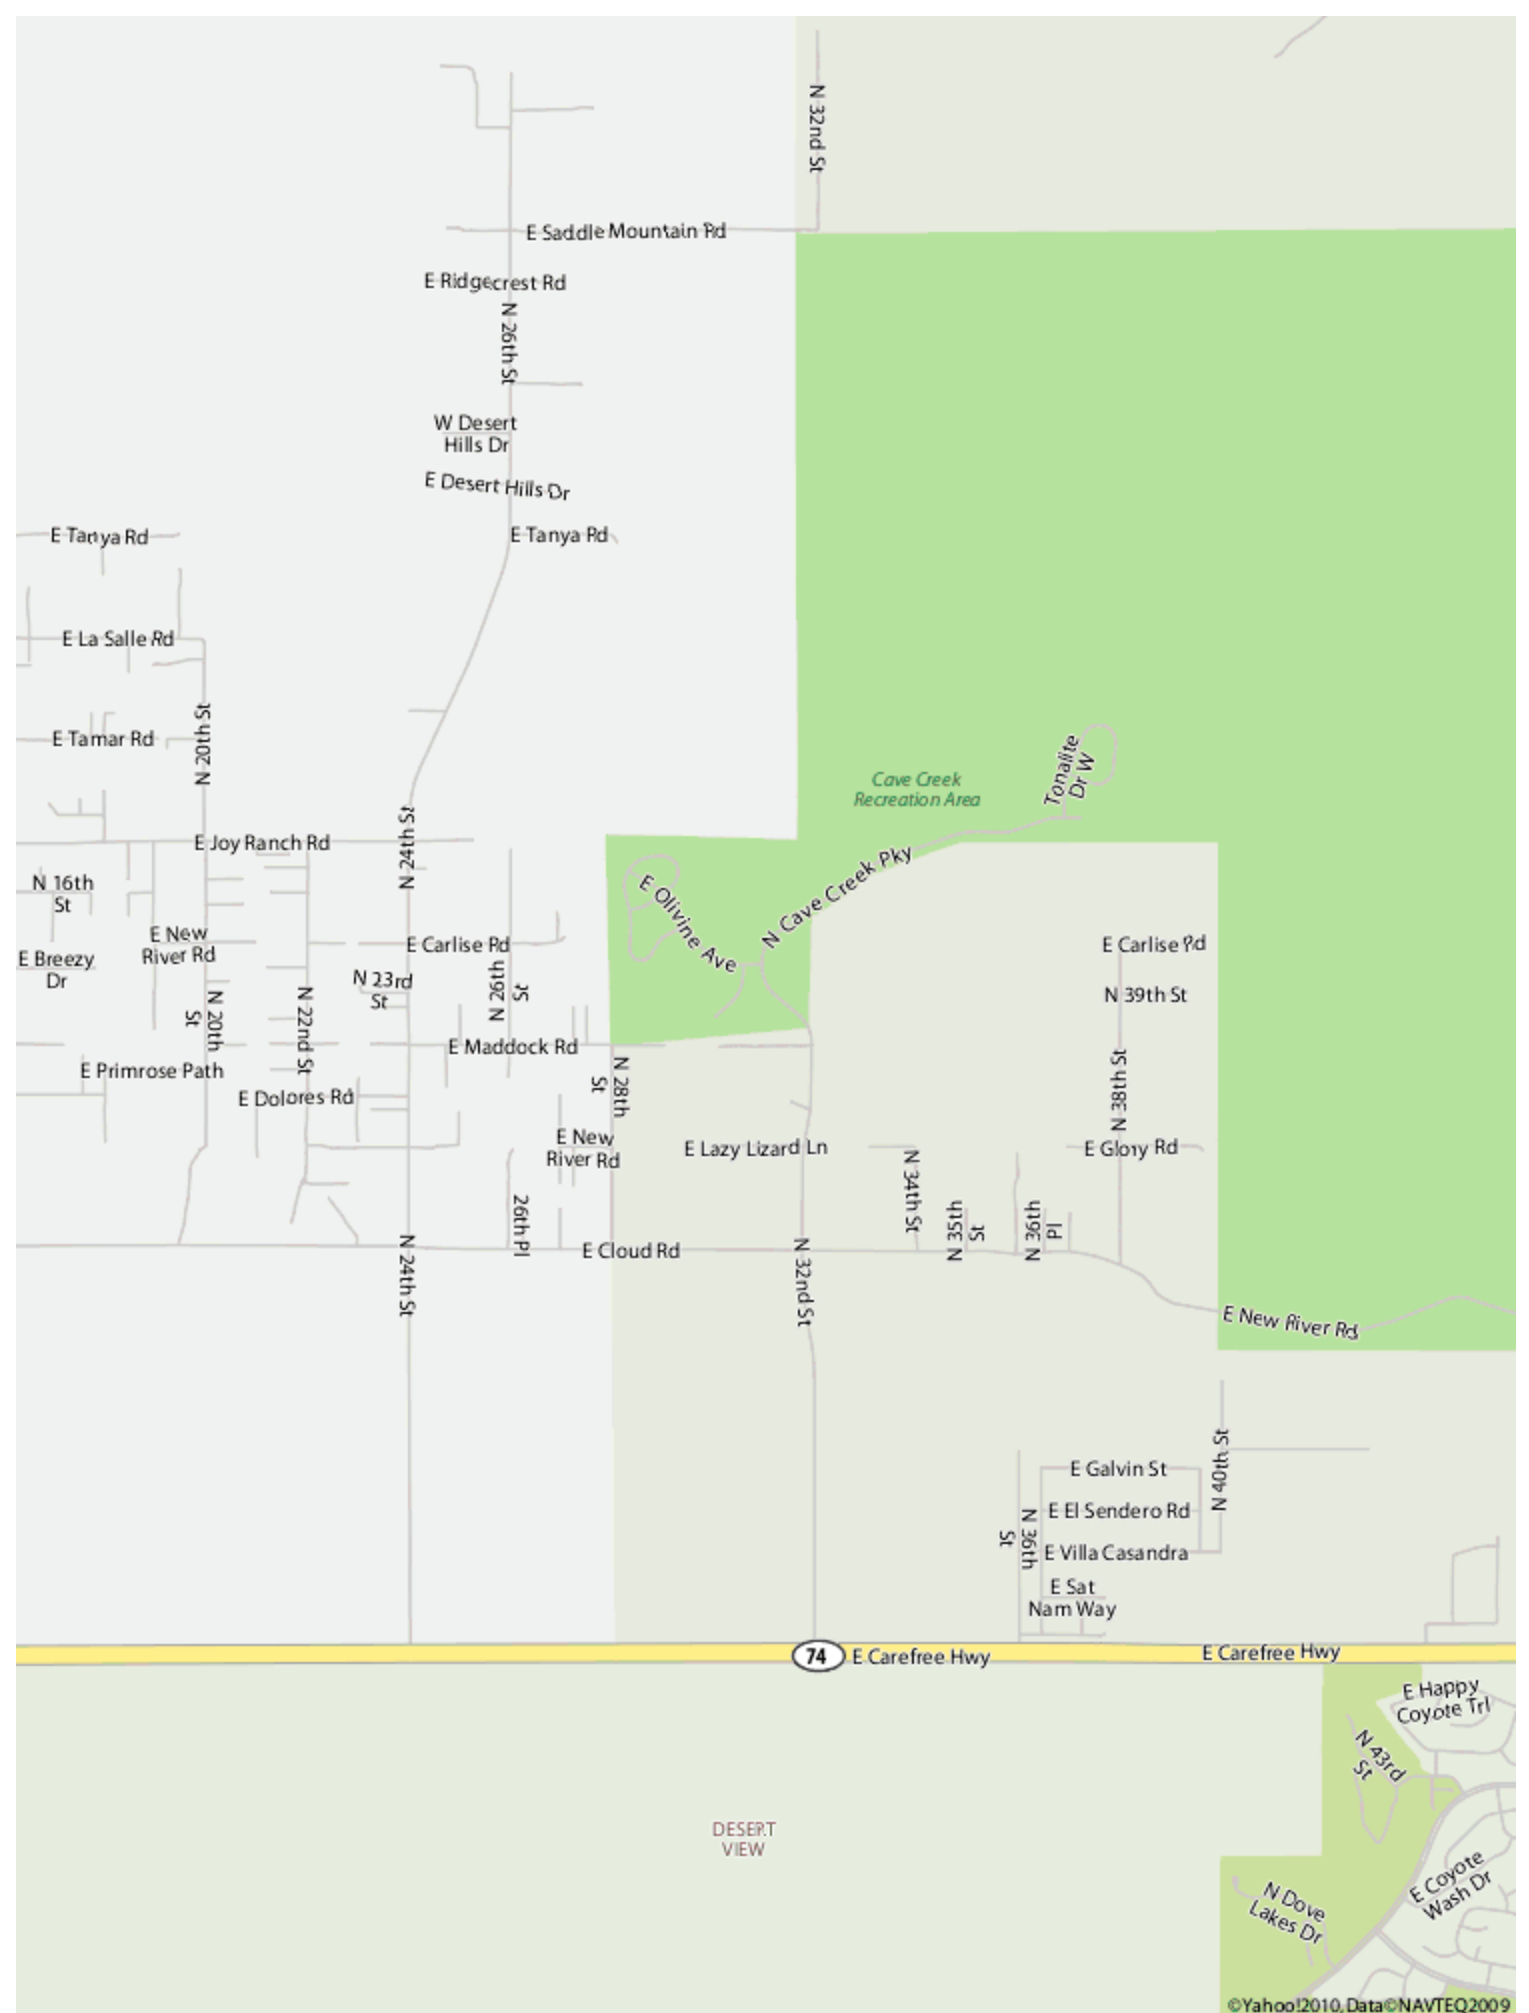 N 32nd St
E Saddle Mountain Rd
E Ridgecrest Rd
N 26th St
W Desert
Hills Dr
E Desert Hills Dr
E Tanya Rd
E Tanya Rd
E La Salle Rd
N 20th St
E Tamar Rd
Tonalite
Dr W
Cave Creek
Recreation Area
N 24th St
E Joy Ranch Rd
N Cave Creek Pky
N 16th
St
E Olivine Ave
E New
River Rd
E Carlise Rd
E Carlise Rd
E Breezy
Dr
N 23rd
St
N 26th
St
N 39th St
N 20th
St
N 22nd St
E Maddock Rd
N 28th
St
N 38th St
E Primrose Path
E Dolores Rd
E New
River Rd
E Lazy Lizard Ln
E Glory Rd
N 34th St
N 35th
St
N 36th
Pl
26th Pl
N 24th St
E Cloud Rd
N 32nd St
E New River Rd
N 40th St
E Galvin St
N 36th
St
E El Sendero Rd
E Villa Casandra
E Sat
Nam Way
74
E Carefree Hwy
E Carefree Hwy
E Happy
Coyote Trl
N 43rd
St
DESERT
VIEW
E Coyote
Wash Dr
N Dove
Lakes Dr
©Yahoo!2010, Data©NAVTEQ2009